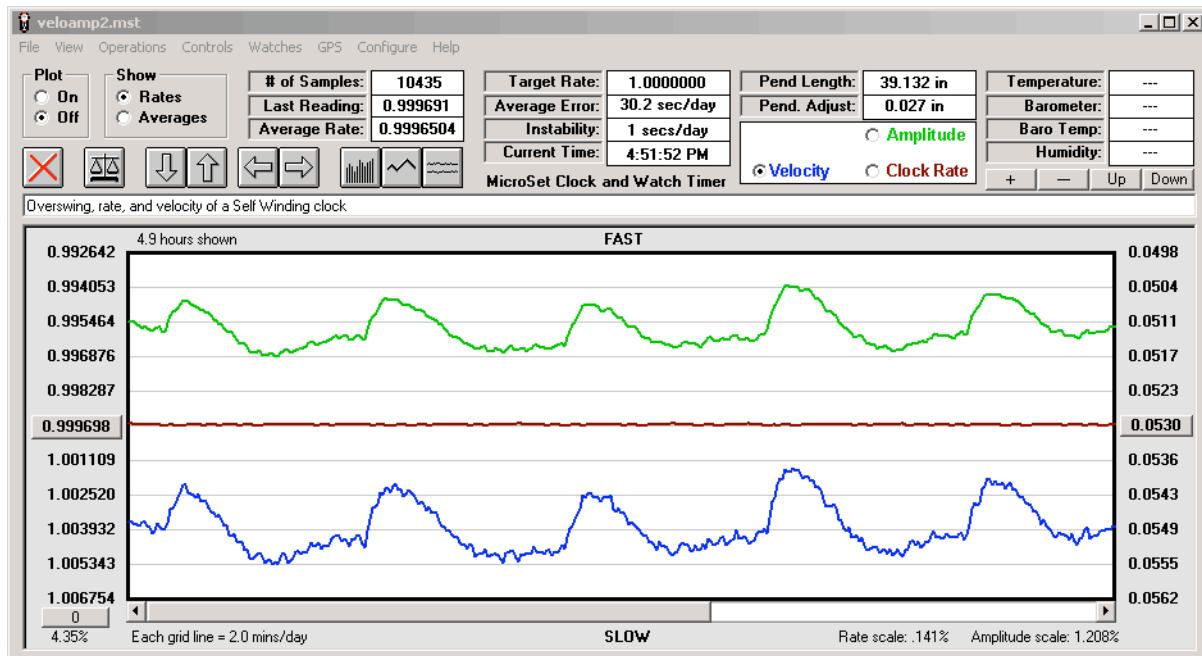 veloamp2.mst
File View Operations Controls Watches GPS Configure Help
Plot
On
Off
Show
Rates
Averages
# of Samples: 10435
Last Reading: 0.999691
Average Rate: 0.9996504
Target Rate: 1.0000000
Average Error: 30.2 sec/day
Instability: 1 secs/day
Current Time: 4:51:52 PM
MicroSet Clock and Watch Timer
Pend Length: 39.132 in
Pend. Adjust: 0.027 in
Amplitude
Velocity Clock Rate
Temperature: ---
Barometer: ---
Baro Temp: ---
Humidity: ---
+ — Up Down
Overswing, rate, and velocity of a Self Winding clock
4.9 hours shown FAST
0.992642 0.0498
0.994053 0.0504
0.995464 0.0511
0.996876 0.0517
0.998287 0.0523
0.999698 0.0530
1.001109 0.0536
1.002520 0.0543
1.003932 0.0549
1.005343 0.0555
1.006754 0.0562
0
4.35% Each grid line = 2.0 mins/day SLOW Rate scale: .141% Amplitude scale: 1.208%